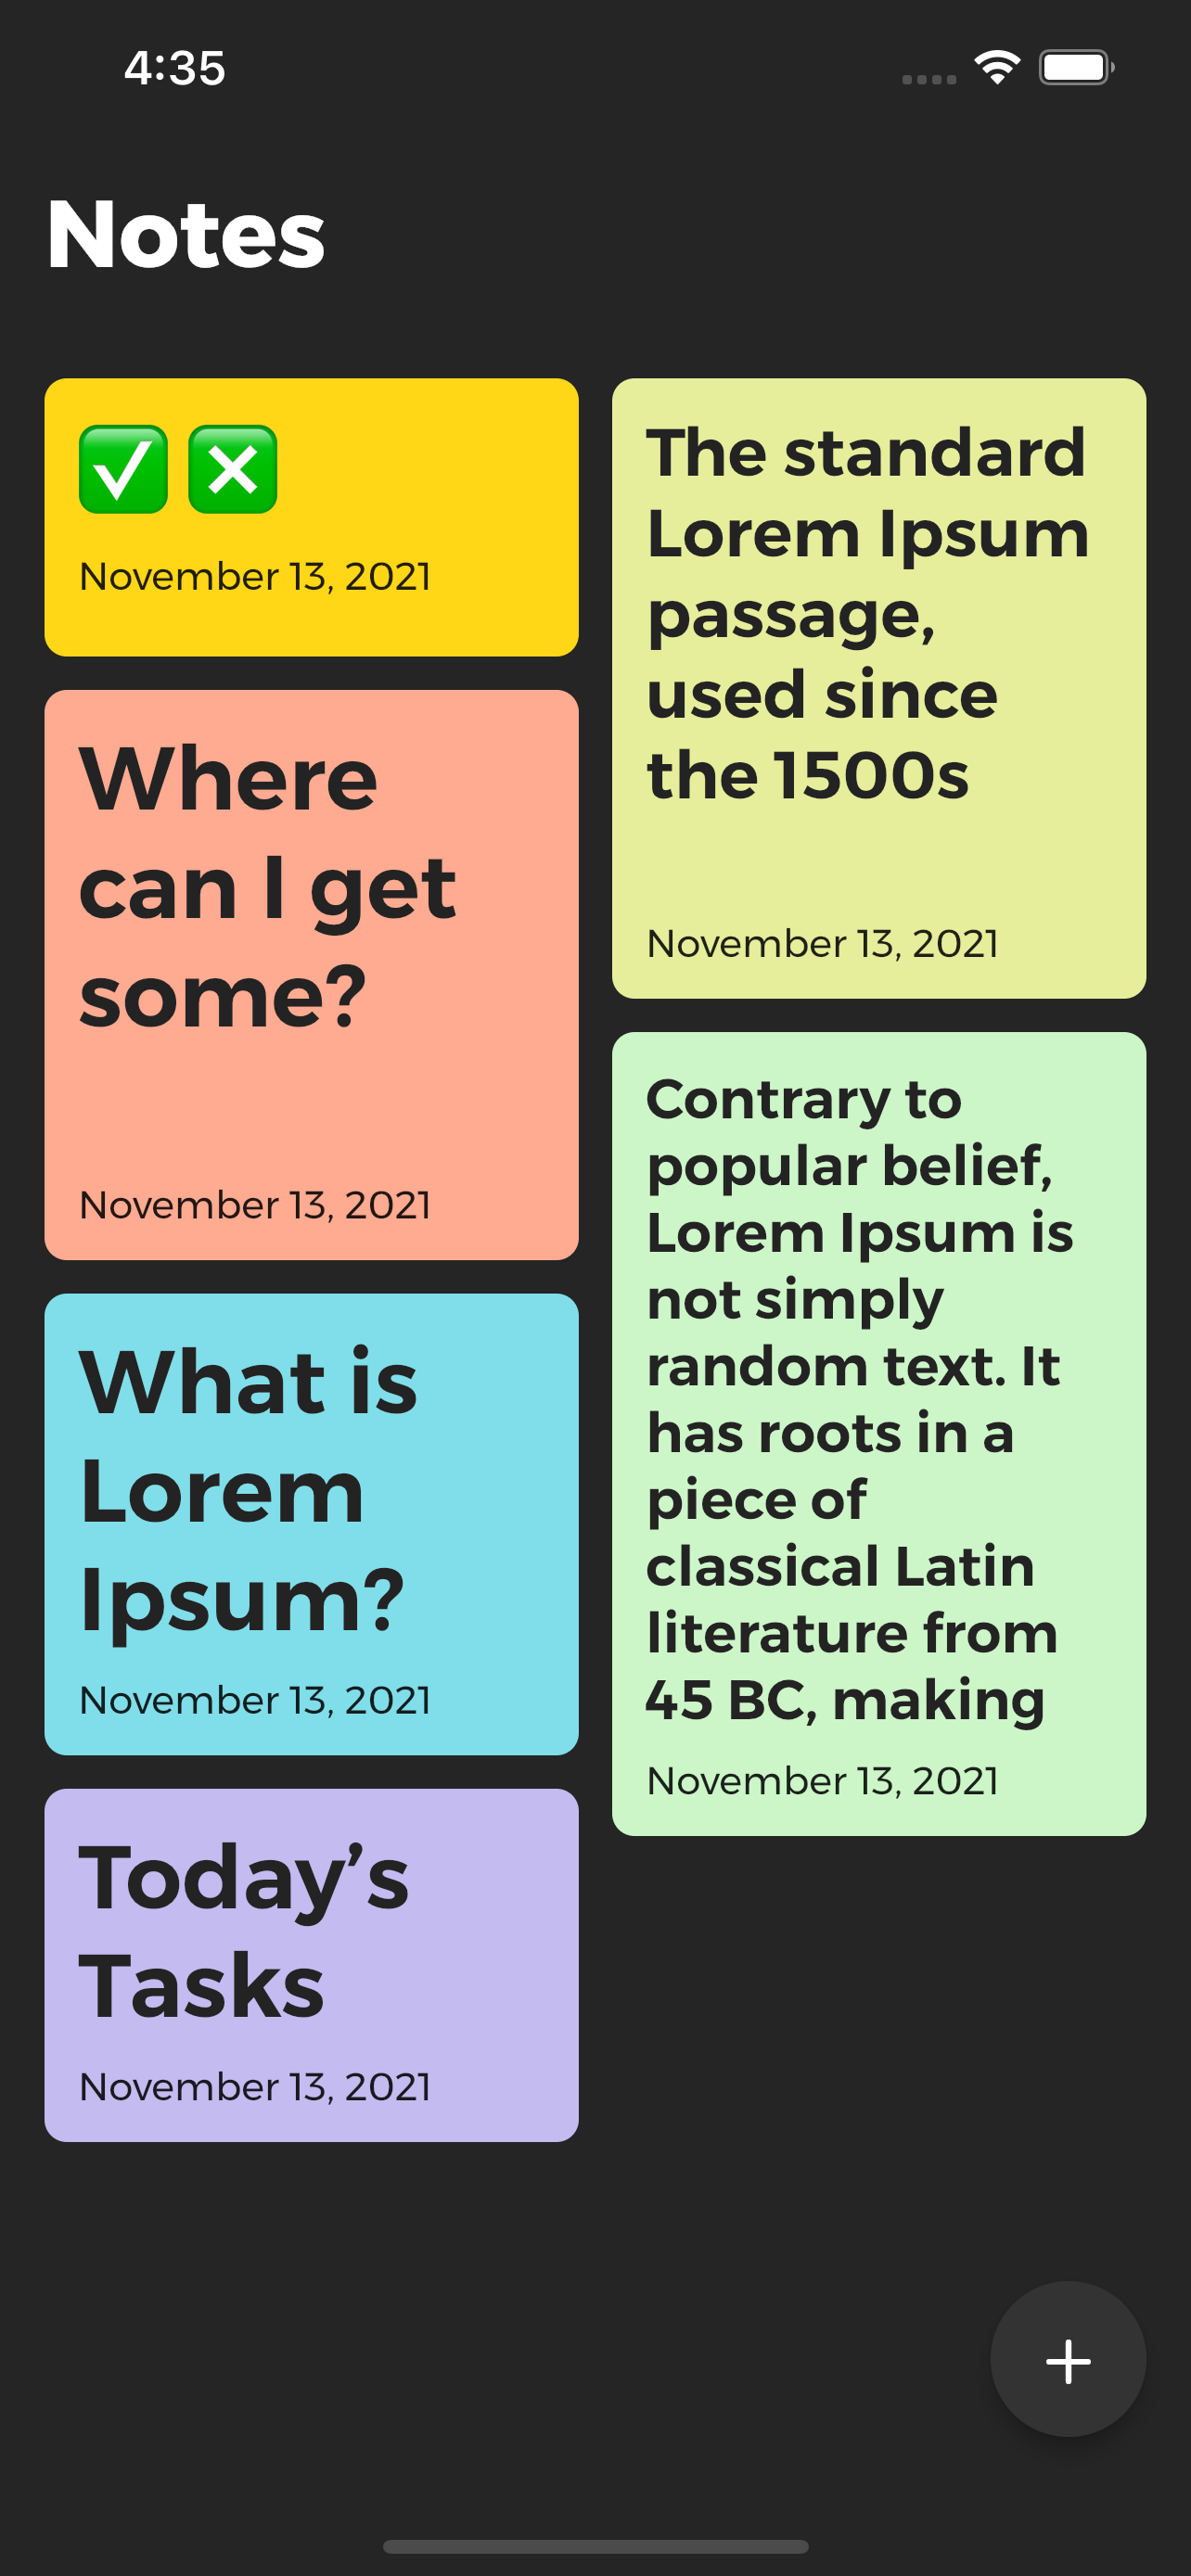 4:35
Notes
✅ ❎
November 13, 2021
Where
can I get
some?
November 13, 2021
What is
Lorem
Ipsum?
November 13, 2021
Today’s
Tasks
November 13, 2021
The standard
Lorem Ipsum
passage,
used since
the 1500s
November 13, 2021
Contrary to
popular belief,
Lorem Ipsum is
not simply
random text. It
has roots in a
piece of
classical Latin
literature from
45 BC, making
November 13, 2021
+